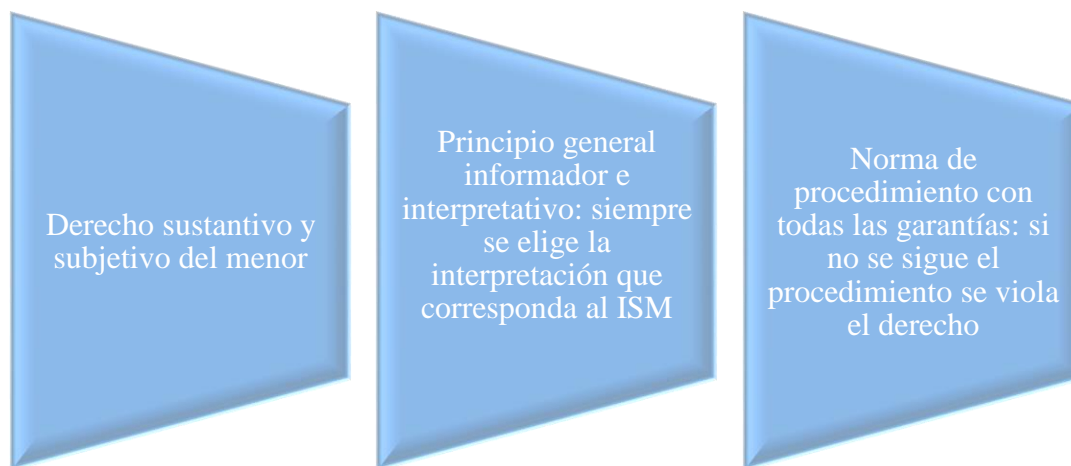 Derecho sustantivo y
subjetivo del menor
Principio general
informador e
interpretativo: siempre
se elige la
interpretación que
corresponda al ISM
Norma de
procedimiento con
todas las garantías: si
no se sigue el
procedimiento se viola
el derecho